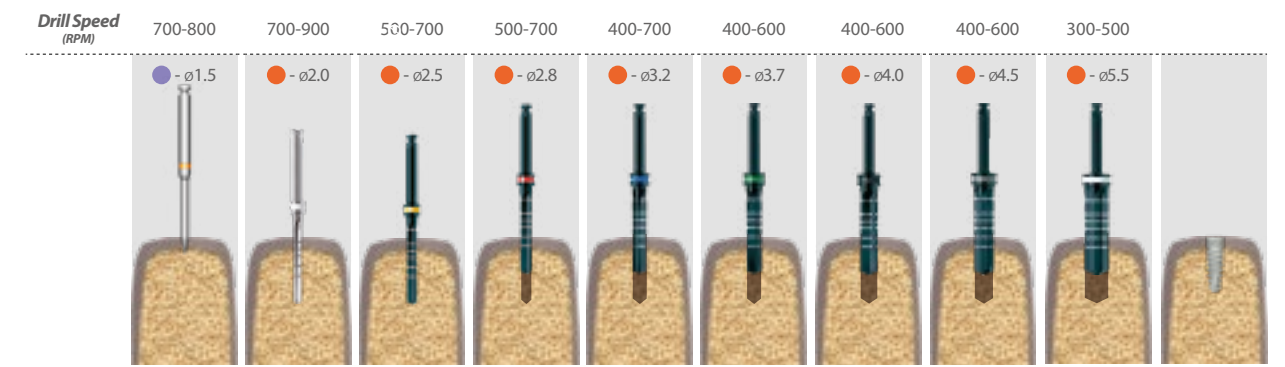 Drill Speed
(RPM)
700-800 700-900 500-700 500-700 400-700 400-600 400-600 400-600 300-500
- ø1.5 - ø2.0 - ø2.5 - ø2.8 - ø3.2 - ø3.7 - ø4.0 - ø4.5 - ø5.5